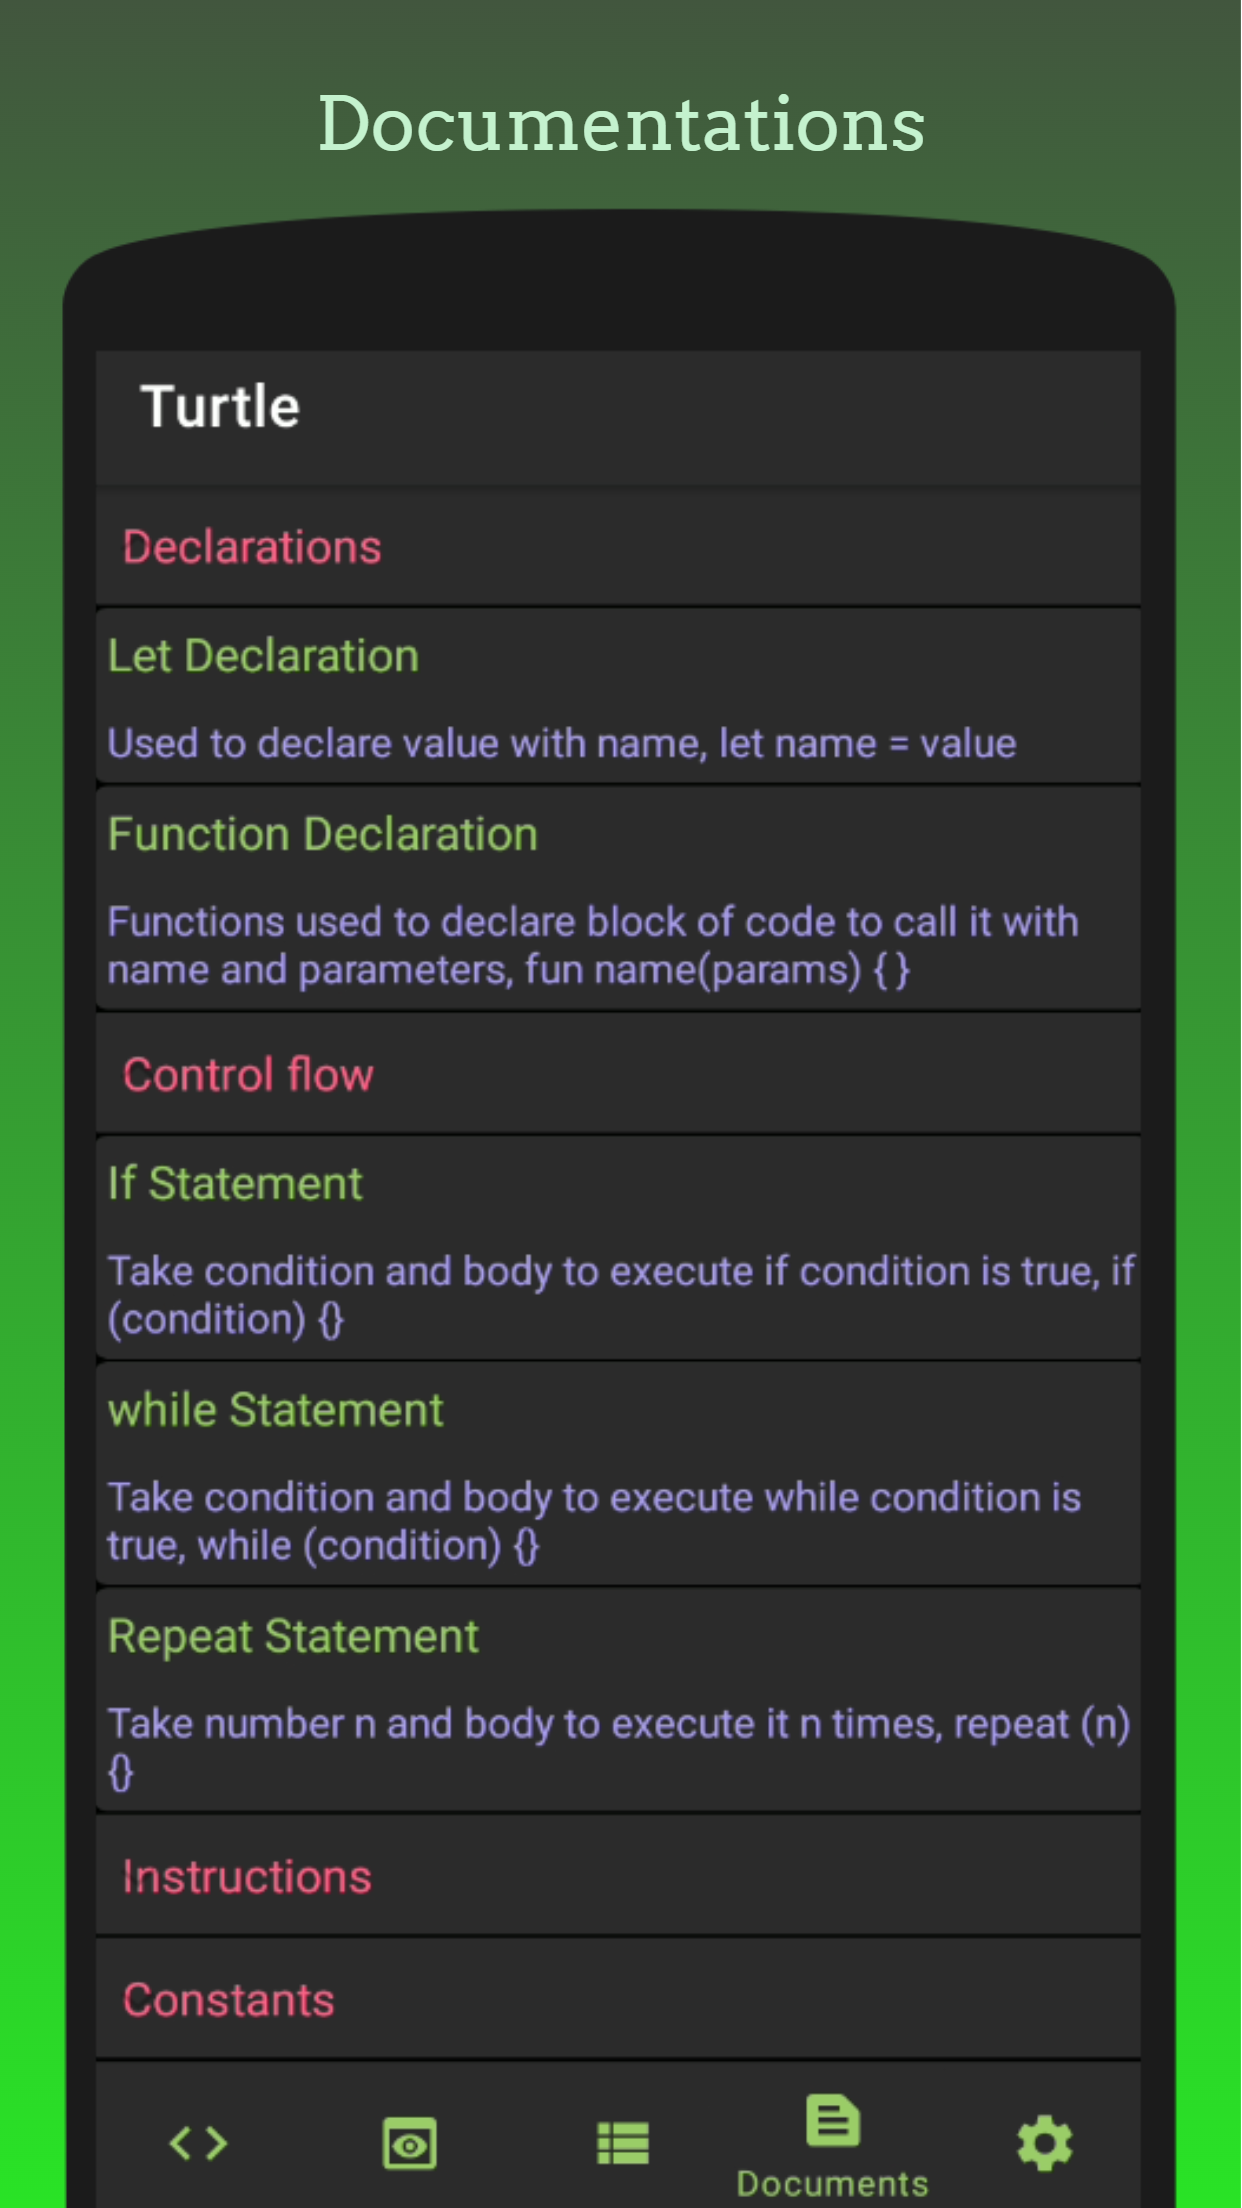 Documentations
Turtle
Declarations
Let Declaration
Used to declare value with name, let name = value
Function Declaration
Functions used to declare block of code to call it with
name and parameters, fun name(params) { }
Control flow
If Statement
Take condition and body to execute if condition is true, if
(condition) {}
while Statement
Take condition and body to execute while condition is
true, while (condition) {}
Repeat Statement
Take number n and body to execute it n times, repeat (n)
{}
Instructions
Constants
Documents